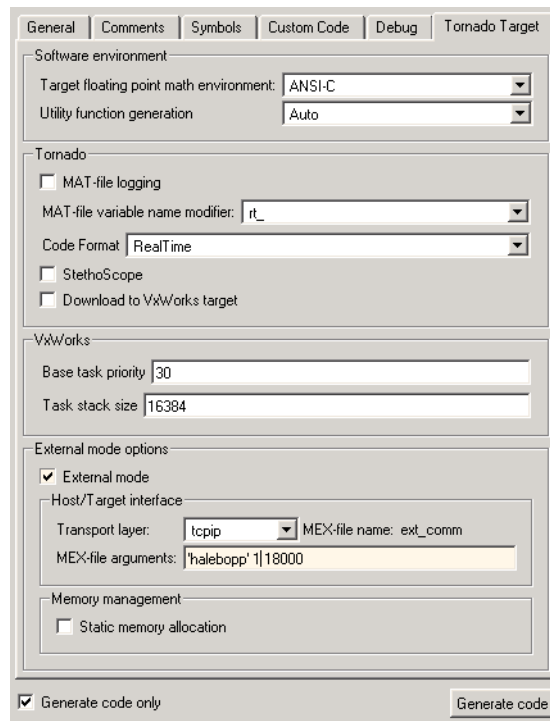 General Comments Symbols Custom Code Debug Tornado Target
Software environment
Target floating point math environment: ANSI-C
Utility function generation Auto
Tornado
MAT-file logging
MAT-file variable name modifier: rt_
Code Format RealTime
StethoScope
Download to VxWorks target
VxWorks
Base task priority 30
Task stack size 16384
External mode options
External mode
Host/Target interface
Transport layer: tcpip MEX-file name: ext_comm
MEX-file arguments: 'halebopp' 1 18000
Memory management
Static memory allocation
Generate code only Generate code